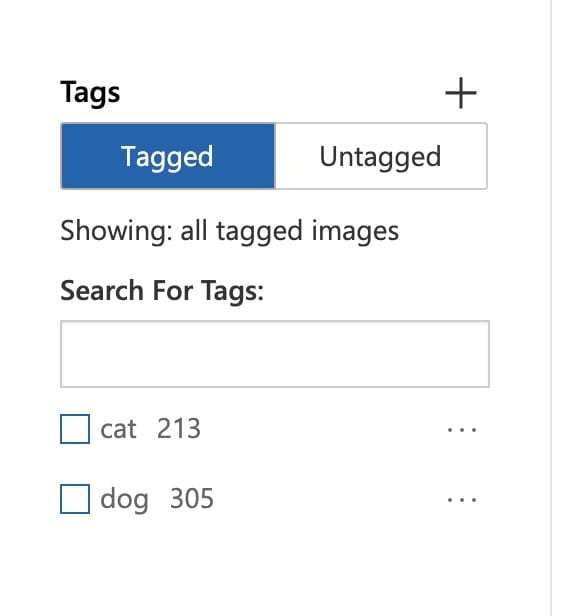 Tags
Tagged Untagged
Showing: all tagged images
Search For Tags:
cat 213 ...
dog 305 ...